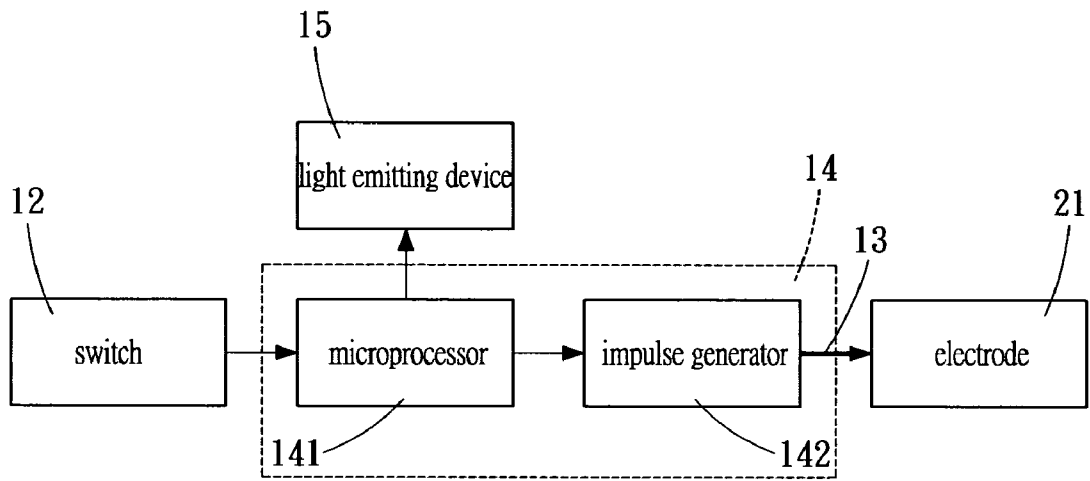 15
light emitting device
14
12
13
21
switch
microprocessor
impulse generator
electrode
141
142